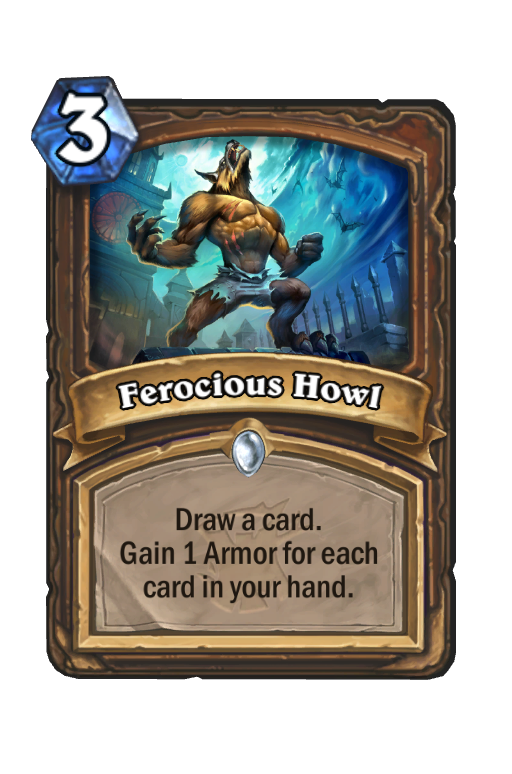 3
Ferocious Howl
Draw a card.
Gain 1 Armor for each
card in your hand.